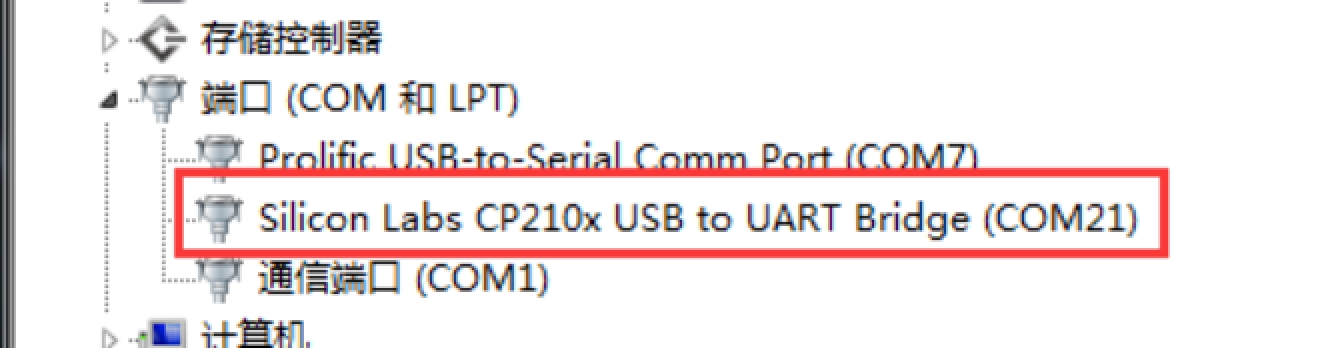 存储控制器
端口 (COM 和 LPT)
Prolific USB-to-Serial Comm Port (COM7)
Silicon Labs CP210x USB to UART Bridge (COM21)
通信端口 (COM1)
计算机